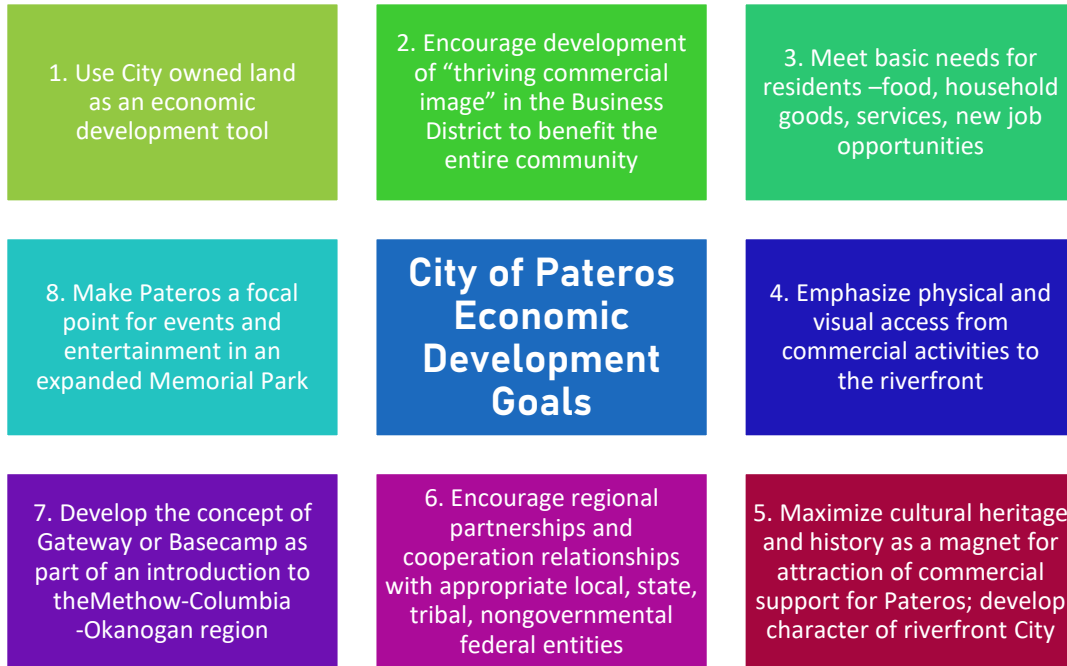 1. Use City owned land
as an economic
development tool
2. Encourage development
of “thriving commercial
image” in the Business
District to benefit the
entire community
3. Meet basic needs for
residents –food, household
goods, services, new job
opportunities
8. Make Pateros a focal
point for events and
entertainment in an
expanded Memorial Park
City of Pateros
Economic
Development
Goals
4. Emphasize physical and
visual access from
commercial activities to
the riverfront
7. Develop the concept of
Gateway or Basecamp as
part of an introduction to
theMethow-Columbia
-Okanogan region
6. Encourage regional
partnerships and
cooperation relationships
with appropriate local, state,
tribal, nongovernmental
federal entities
5. Maximize cultural heritage
and history as a magnet for
attraction of commercial
support for Pateros; develop
character of riverfront City